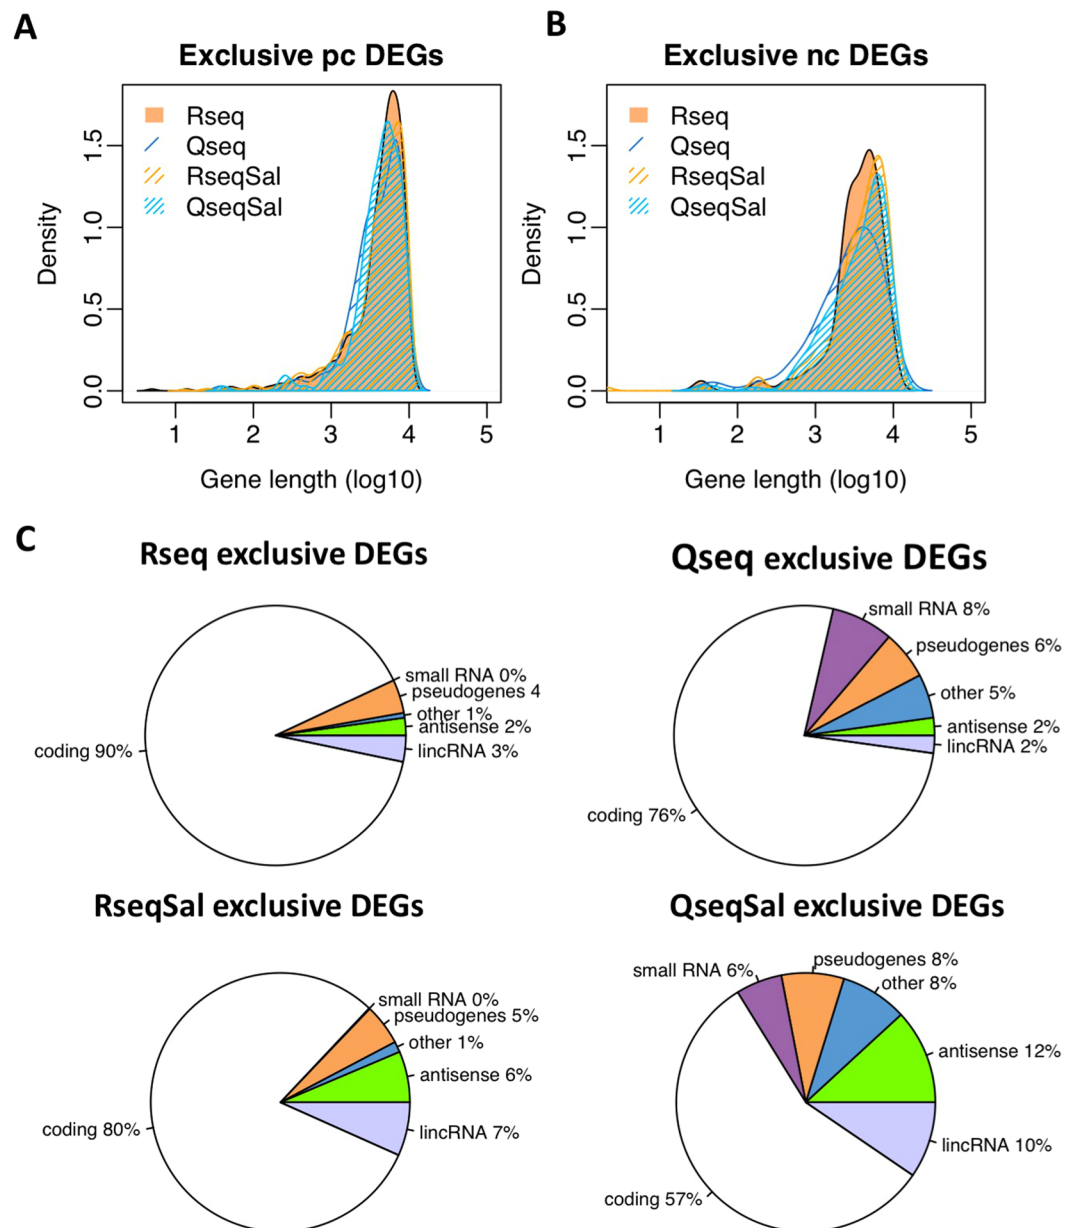 A
Exclusive pc DEGs
Rseq
Qseq
RseqSal
QseqSal
Density
0.0 0.5 1.0 1.5
1 2 3 4 5
Gene length (log10)
B
Exclusive nc DEGs
Rseq
Qseq
RseqSal
QseqSal
Density
0.0 0.5 1.0 1.5
1 2 3 4 5
Gene length (log10)
C
Rseq exclusive DEGs
small RNA 0%
pseudogenes 4
other 1%
antisense 2%
lincRNA 3%
coding 90%
Qseq exclusive DEGs
small RNA 8%
pseudogenes 6%
other 5%
antisense 2%
lincRNA 2%
coding 76%
RseqSal exclusive DEGs
small RNA 0%
pseudogenes 5%
other 1%
antisense 6%
lincRNA 7%
coding 80%
QseqSal exclusive DEGs
small RNA 6%
pseudogenes 8%
other 8%
antisense 12%
lincRNA 10%
coding 57%